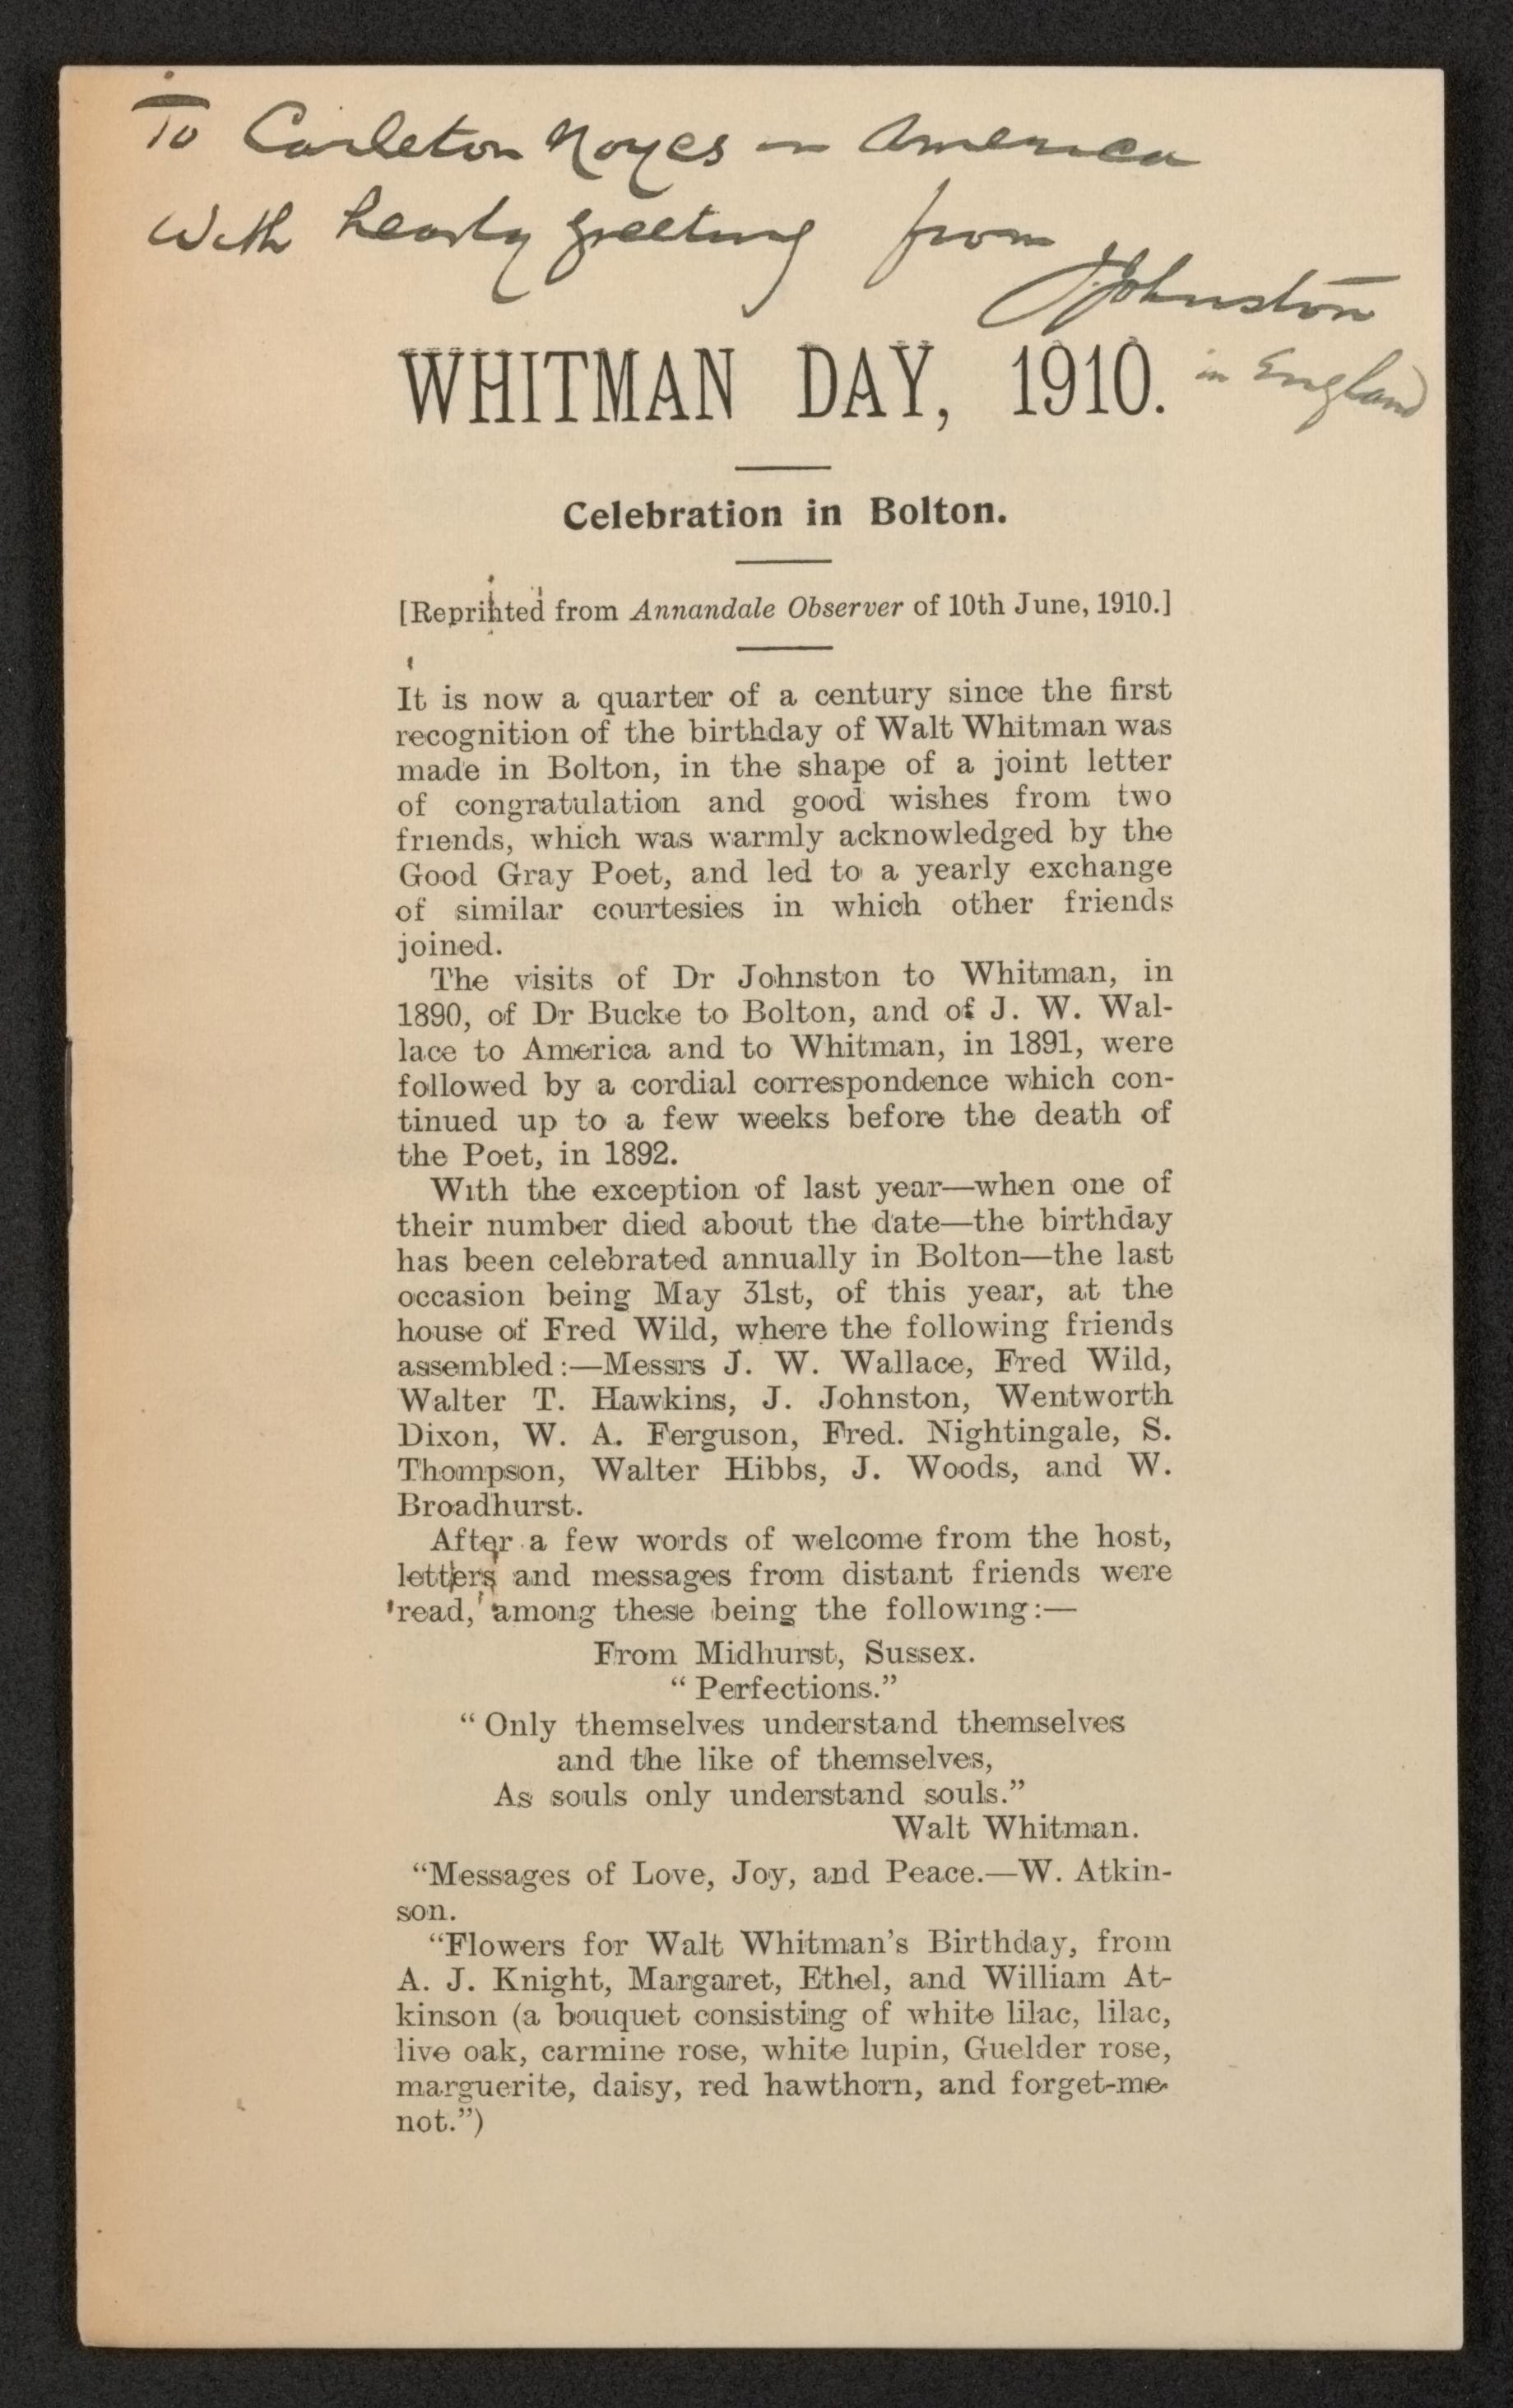 To Carleton Noyes in America
With hearty greeting from
J Johnston
in England
WHITMAN DAY, 1910.
Celebration in Bolton.
[Reprinted from Annandale Observer of 10th June, 1910.]
It is now a quarter of a century since the first
recognition of the birthday of Walt Whitman was
made in Bolton, in the shape of a joint letter
of congratulation and good wishes from two
friends, which was warmly acknowledged by the
Good Gray Poet, and led to a yearly exchange
of similar courtesies in which other friends
joined.
The visits of Dr Johnston to Whitman, in
1890, of Dr Bucke to Bolton, and of J. W. Wal-
lace to America and to Whitman, in 1891, were
followed by a cordial correspondence which con-
tinued up to a few weeks before the death of
the Poet, in 1892.
With the exception of last year—when one of
their number died about the date—the birthday
has been celebrated annually in Bolton—the last
occasion being May 31st, of this year, at the
house of Fred Wild, where the following friends
assembled:—Messrs J. W. Wallace, Fred Wild,
Walter T. Hawkins, J. Johnston, Wentworth
Dixon, W. A. Ferguson, Fred. Nightingale, S.
Thompson, Walter Hibbs, J. Woods, and W.
Broadhurst.
After a few words of welcome from the host,
letters and messages from distant friends were
read, among these being the following:—
From Midhurst, Sussex.
"Perfections."
"Only themselves understand themselves
and the like of themselves,
As souls only understand souls."
Walt Whitman.
"Messages of Love, Joy, and Peace.—W. Atkin-
son.
"Flowers for Walt Whitman's Birthday, from
A. J. Knight, Margaret, Ethel, and William At-
kinson (a bouquet consisting of white lilac, lilac,
live oak, carmine rose, white lupin, Guelder rose,
marguerite, daisy, red hawthorn, and forget-me-
not.")